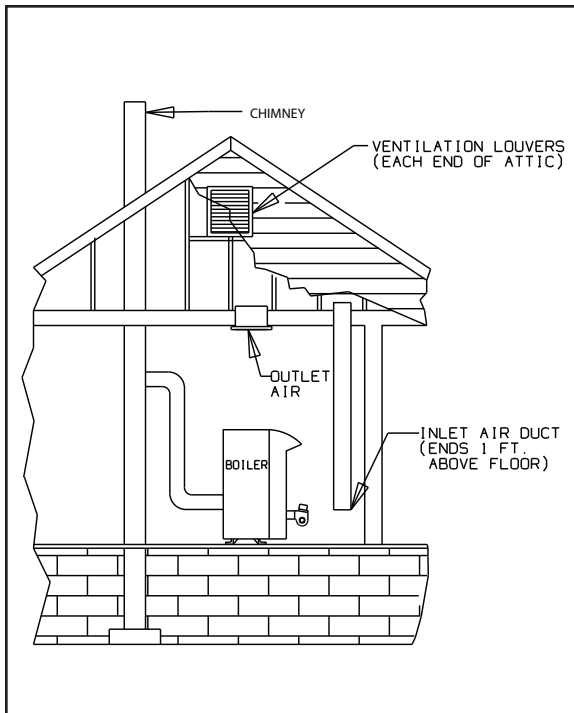 CHIMNEY
VENTILATION LOUVERS
(EACH END OF ATTIC)
OUTLET
AIR
BOILER
INLET AIR DUCT
(ENDS 1 FT.
ABOVE FLOOR)